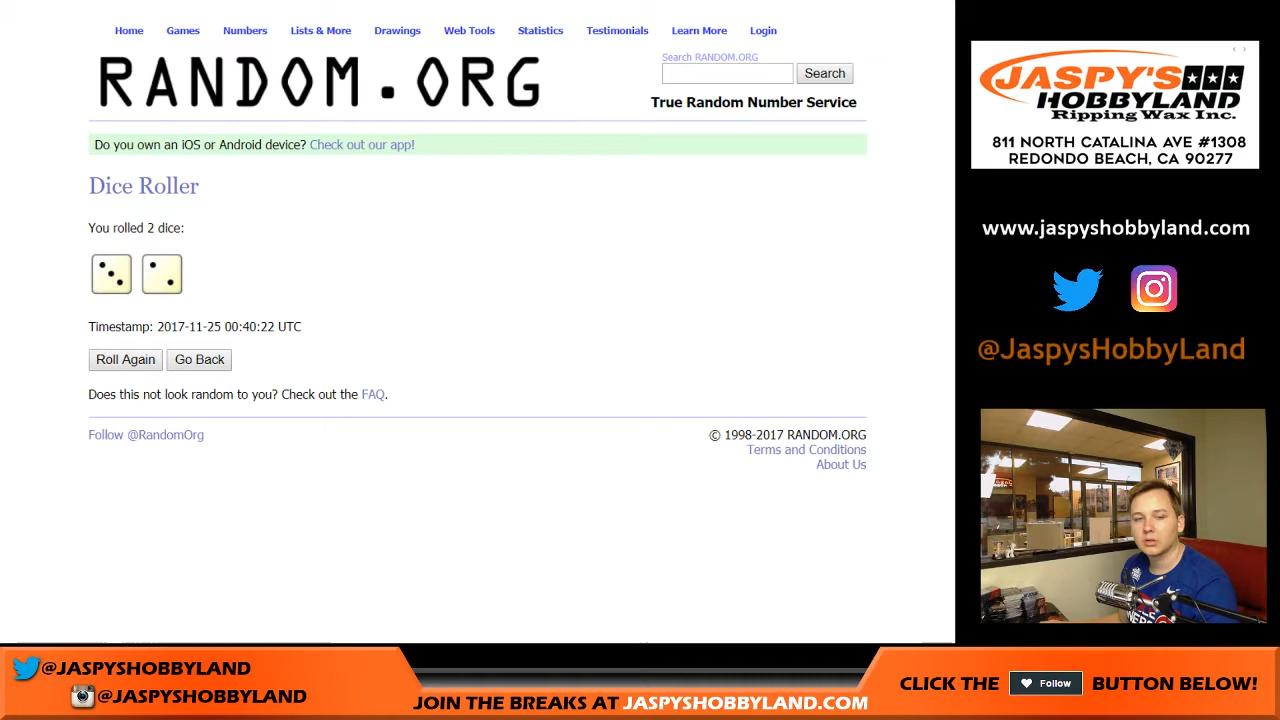 Home Games Numbers Lists & More Drawings Web Tools Statistics Testimonials Learn More Login
RANDOM.ORG
Search RANDOM.ORG
Search
True Random Number Service
Do you own an iOS or Android device? Check out our app!
Dice Roller
You rolled 2 dice:
Timestamp: 2017-11-25 00:40:22 UTC
Roll Again Go Back
Does this not look random to you? Check out the FAQ.
Follow @RandomOrg
© 1998-2017 RANDOM.ORG
Terms and Conditions
About Us
JASPY'S
HOBBYLAND
Ripping Wax Inc.
811 NORTH CATALINA AVE #1308
REDONDO BEACH, CA 90277
www.jaspyshobbyland.com
@JaspysHobbyLand
@JASPYSHOBBYLAND
@JASPYSHOBBYLAND
JOIN THE BREAKS AT JASPYSHOBBYLAND.COM
CLICK THE Follow BUTTON BELOW!